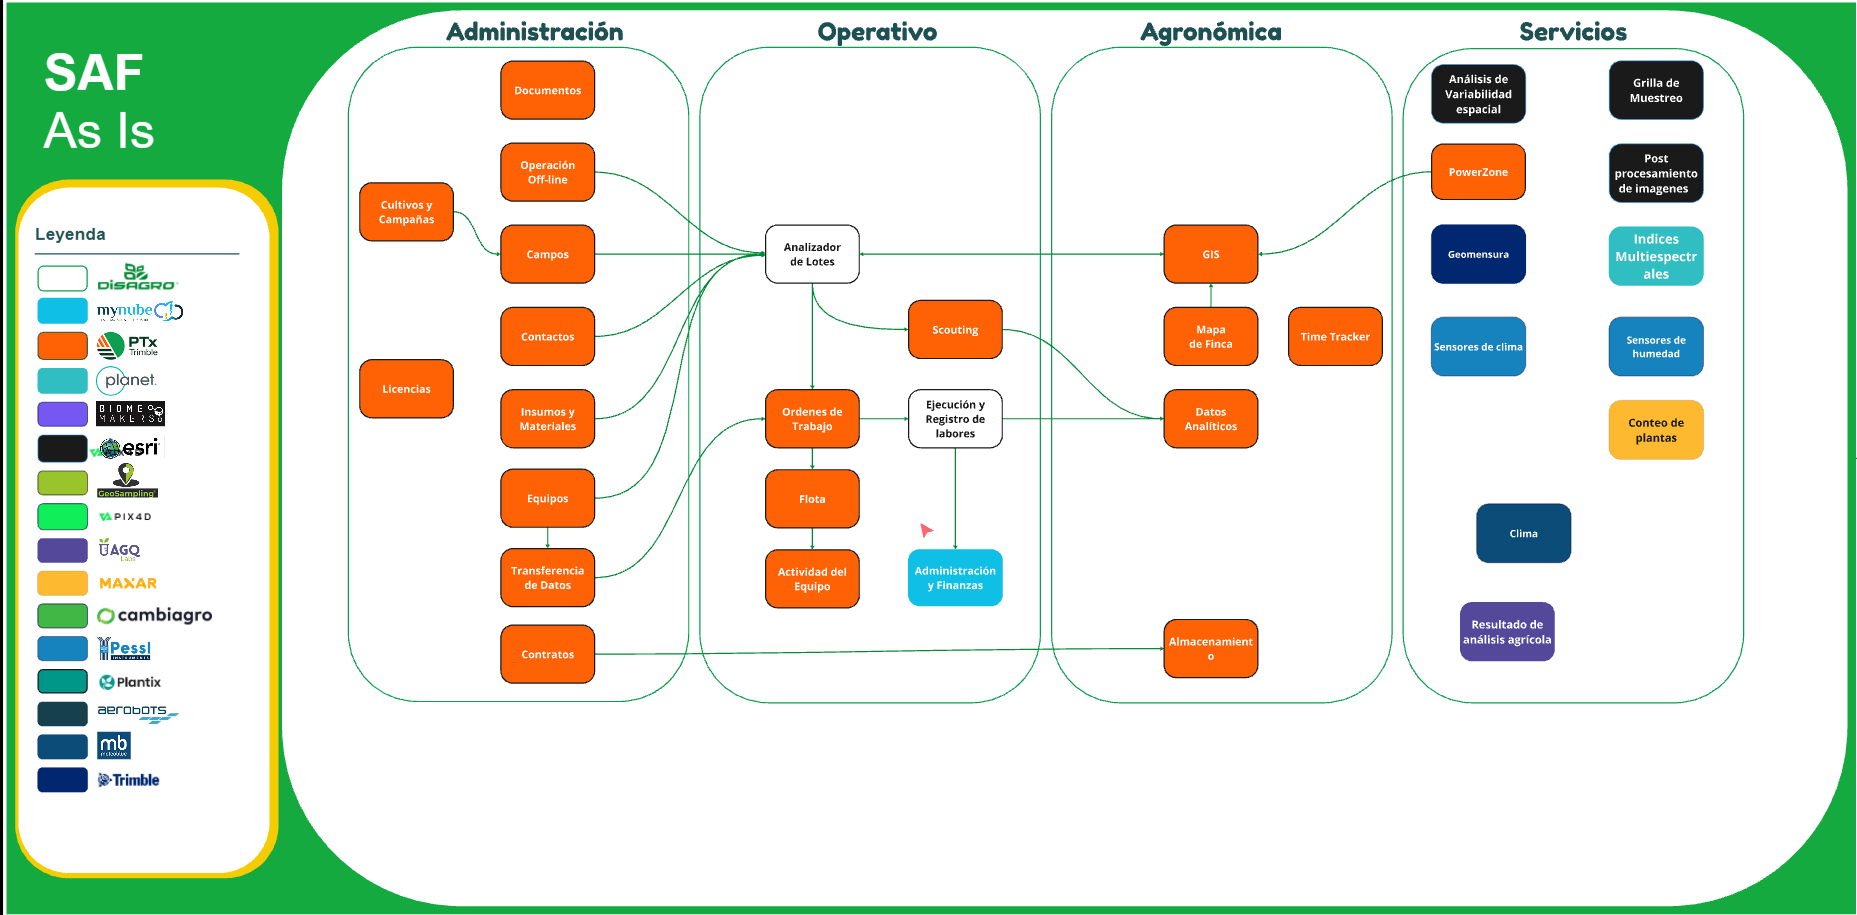 SAF
As Is
Leyenda
DISAGRO
mynube
PTx
Trimble
planet.
BIOME
MAKERS
esri
GeoSampling
PIX4D
AGQ
Labs
MAXAR
cambiagro
Pessl
INSTRUMENTS
Plantix
aerobots
mb
meteoblue
Trimble
Administración
Documentos
Operación
Off-line
Cultivos y
Campañas
Campos
Contactos
Licencias
Insumos y
Materiales
Equipos
Transferencia
de Datos
Contratos
Operativo
Analizador
de Lotes
Scouting
Ordenes de
Trabajo
Ejecución y
Registro de
labores
Flota
Actividad del
Equipo
Administración
y Finanzas
Agronómica
GIS
Mapa
de Finca
Time Tracker
Datos
Analíticos
Almacenamient
o
Servicios
Análisis de
Variabilidad
espacial
Grilla de
Muestreo
PowerZone
Post
procesamiento
de imagenes
Geomensura
Indices
Multiespectr
ales
Sensores de clima
Sensores de
humedad
Conteo de
plantas
Clima
Resultado de
análisis agrícola